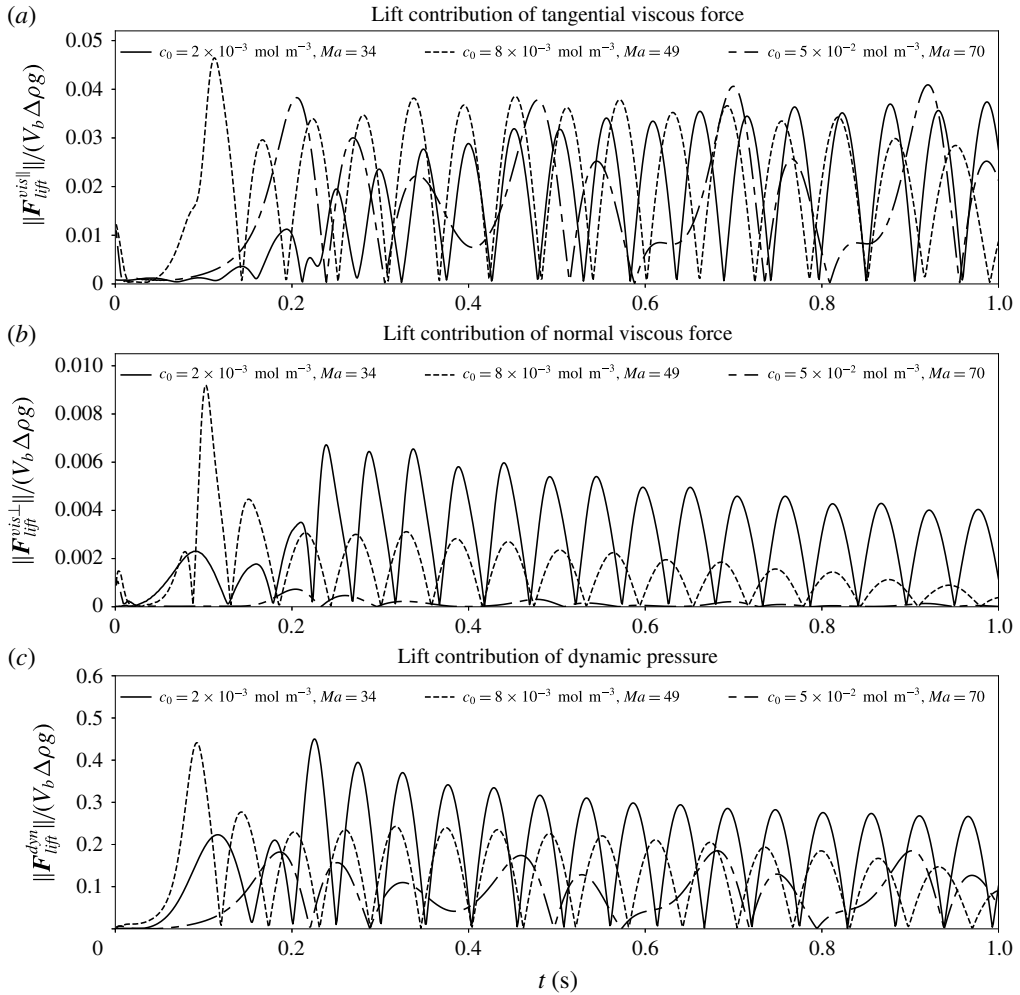 (a) Lift contribution of tangential viscous force
c₀ = 2 × 10⁻³ mol m⁻³, Ma = 34 c₀ = 8 × 10⁻³ mol m⁻³, Ma = 49 c₀ = 5 × 10⁻² mol m⁻³, Ma = 70
‖F^{vis∥}_{lift}‖/(V_b Δρg)
0.05
0.04
0.03
0.02
0.01
0
0 0.2 0.4 0.6 0.8 1.0
(b) Lift contribution of normal viscous force
c₀ = 2 × 10⁻³ mol m⁻³, Ma = 34 c₀ = 8 × 10⁻³ mol m⁻³, Ma = 49 c₀ = 5 × 10⁻² mol m⁻³, Ma = 70
‖F^{vis⊥}_{lift}‖/(V_b Δρg)
0.010
0.008
0.006
0.004
0.002
0
0 0.2 0.4 0.6 0.8 1.0
(c) Lift contribution of dynamic pressure
c₀ = 2 × 10⁻³ mol m⁻³, Ma = 34 c₀ = 8 × 10⁻³ mol m⁻³, Ma = 49 c₀ = 5 × 10⁻² mol m⁻³, Ma = 70
‖F^{dyn}_{lift}‖/(V_b Δρg)
0.6
0.5
0.4
0.3
0.2
0.1
0 0.2 0.4 0.6 0.8 1.0
t (s)